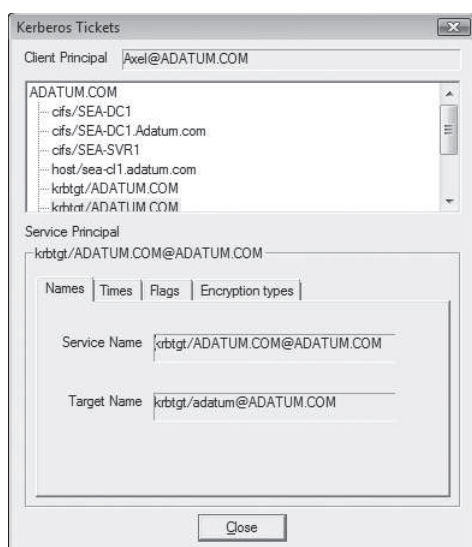 Kerberos Tickets
Client Principal Axel@ADATUM.COM
ADATUM.COM
cifs/SEA-DC1
cifs/SEA-DC1.Adatum.com
cifs/SEA-SVR1
host/sea-cl1.adatum.com
krbtgt/ADATUM.COM
krbtgt/ADATUM.COM
Service Principal
krbtgt/ADATUM.COM@ADATUM.COM
Names Times Flags Encryption types
Service Name krbtgt/ADATUM.COM@ADATUM.COM
Target Name krbtgt/adatum@ADATUM.COM
Close